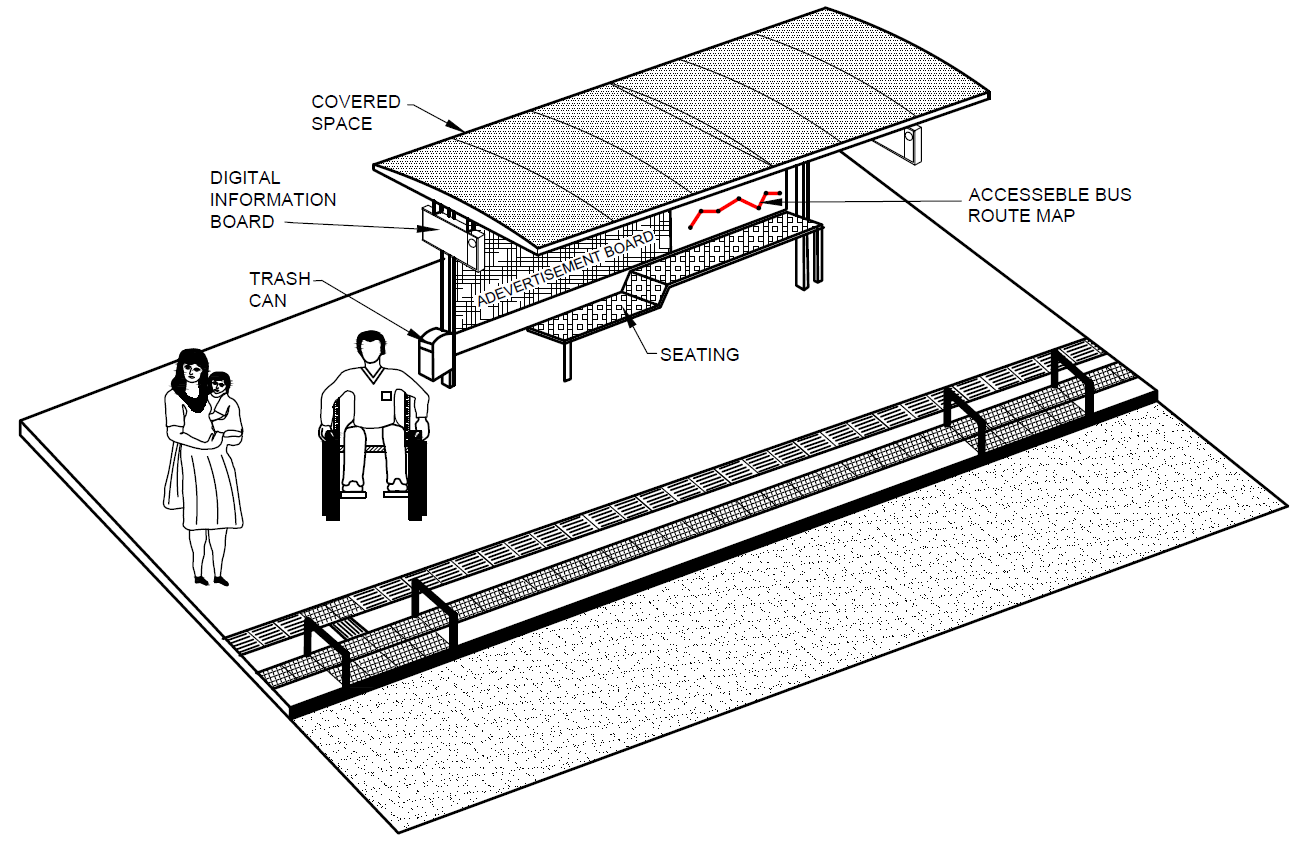 COVERED
SPACE
DIGITAL
INFORMATION
BOARD
ACCESSEBLE BUS
ROUTE MAP
ADEVERTISEMENT BOARD
TRASH
CAN
SEATING